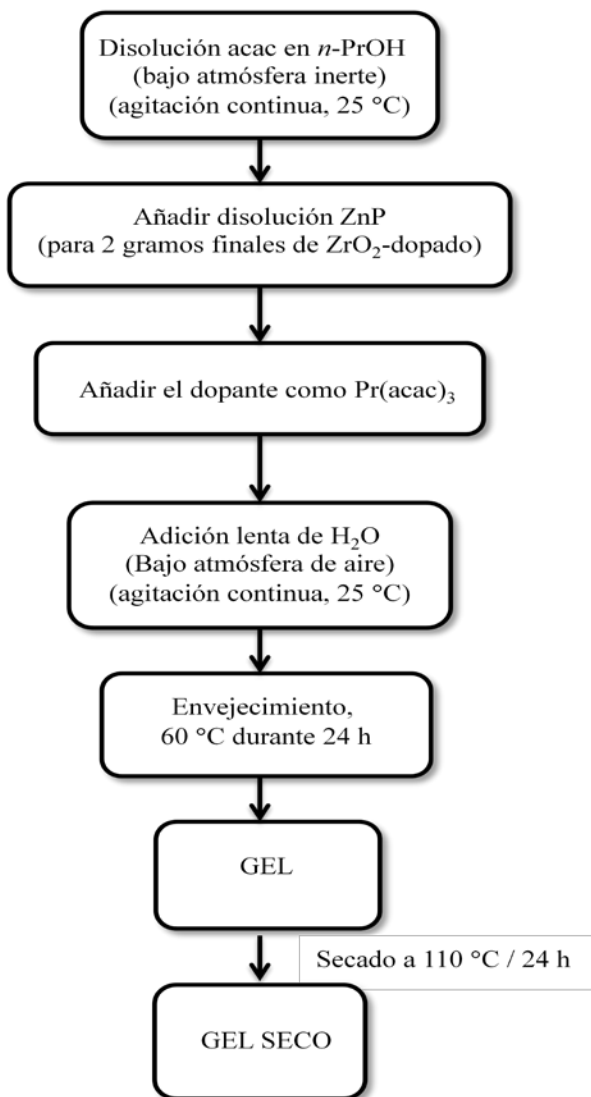 Disolución acac en n-PrOH
(bajo atmósfera inerte)
(agitación continua, 25 °C)
Añadir disolución ZnP
(para 2 gramos finales de ZrO₂-dopado)
Añadir el dopante como Pr(acac)₃
Adición lenta de H₂O
(Bajo atmósfera de aire)
(agitación continua, 25 °C)
Envejecimiento,
60 °C durante 24 h
GEL
Secado a 110 °C / 24 h
GEL SECO